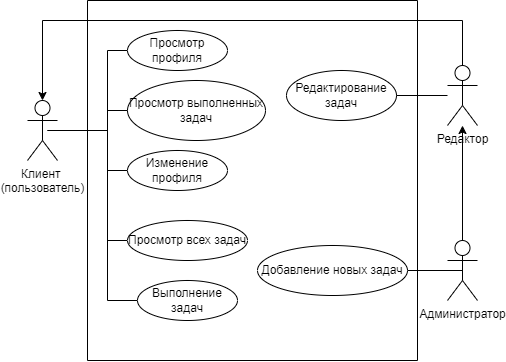 Просмотр
профиля
Редактирование
задач
Просмотр выполненных
задач
Редактор
Изменение
профиля
Клиент
(пользователь)
Просмотр всех задач
Добавление новых задач
Выполнение
задач
Администратор